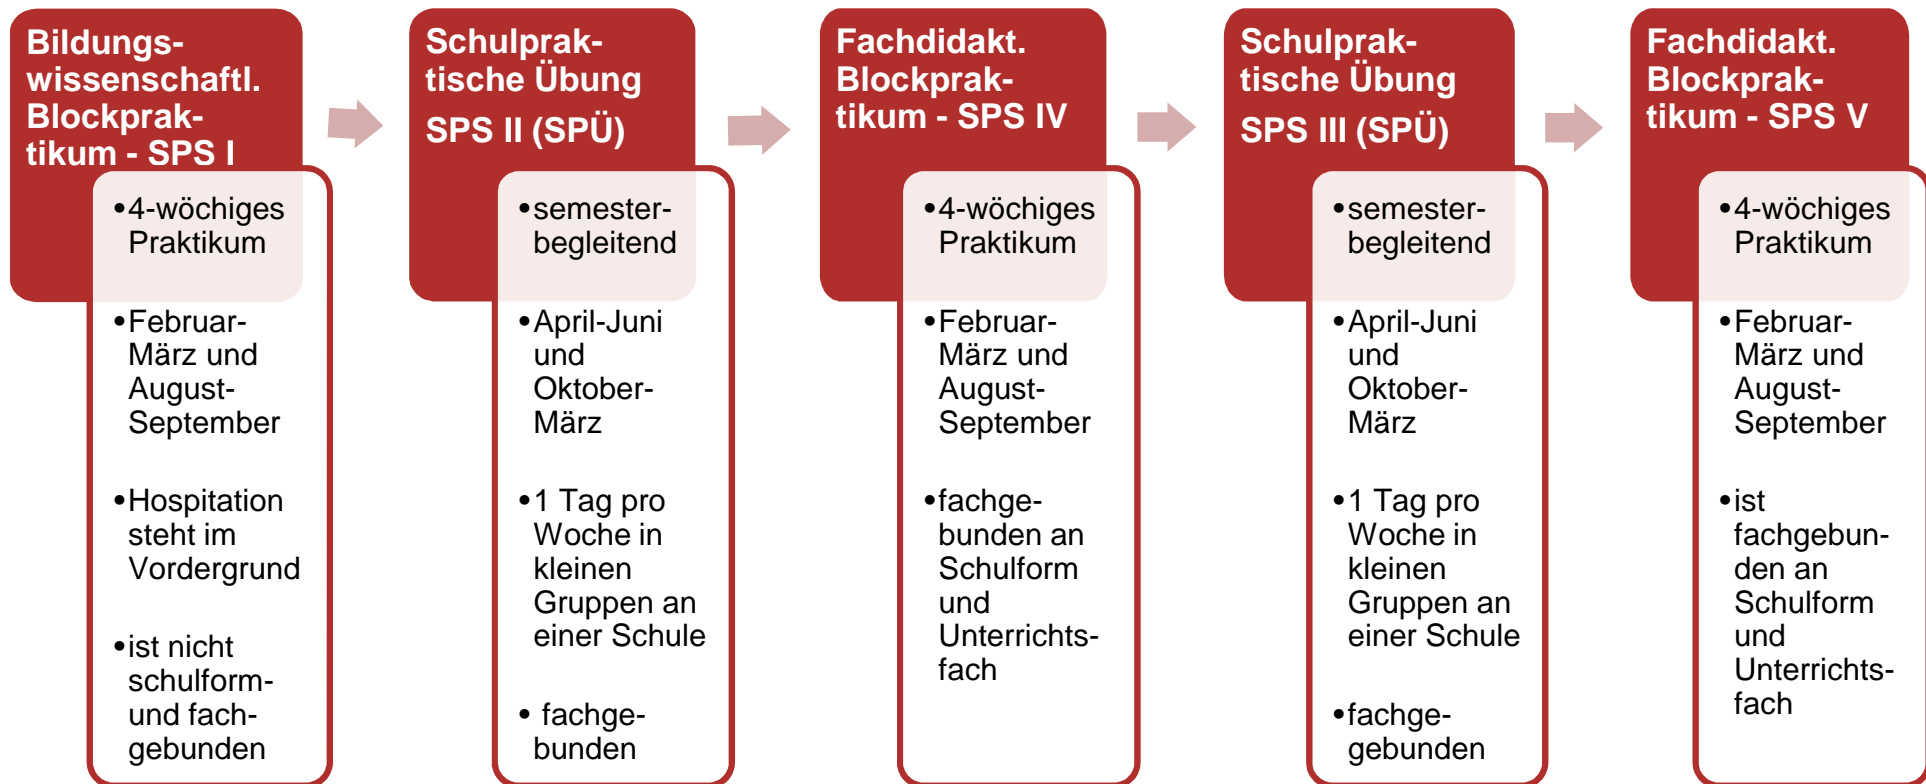 Bildungs-
wissenschaftl.
Blockprak-
tikum - SPS I
•4-wöchiges
Praktikum
•Februar-
März und
August-
September
•Hospitation
steht im
Vordergrund
•ist nicht
schulform-
und fach-
gebunden
Schulprak-
tische Übung
SPS II (SPÜ)
•semester-
begleitend
•April-Juni
und
Oktober-
März
•1 Tag pro
Woche in
kleinen
Gruppen an
einer Schule
• fachge-
bunden
Fachdidakt.
Blockprak-
tikum - SPS IV
•4-wöchiges
Praktikum
•Februar-
März und
August-
September
•fachge-
bunden an
Schulform
und
Unterrichts-
fach
Schulprak-
tische Übung
SPS III (SPÜ)
•semester-
begleitend
•April-Juni
und
Oktober-
März
•1 Tag pro
Woche in
kleinen
Gruppen an
einer Schule
•fachge-
gebunden
Fachdidakt.
Blockprak-
tikum - SPS V
•4-wöchiges
Praktikum
•Februar-
März und
August-
September
•ist
fachgebun-
den an
Schulform
und
Unterrichts-
fach